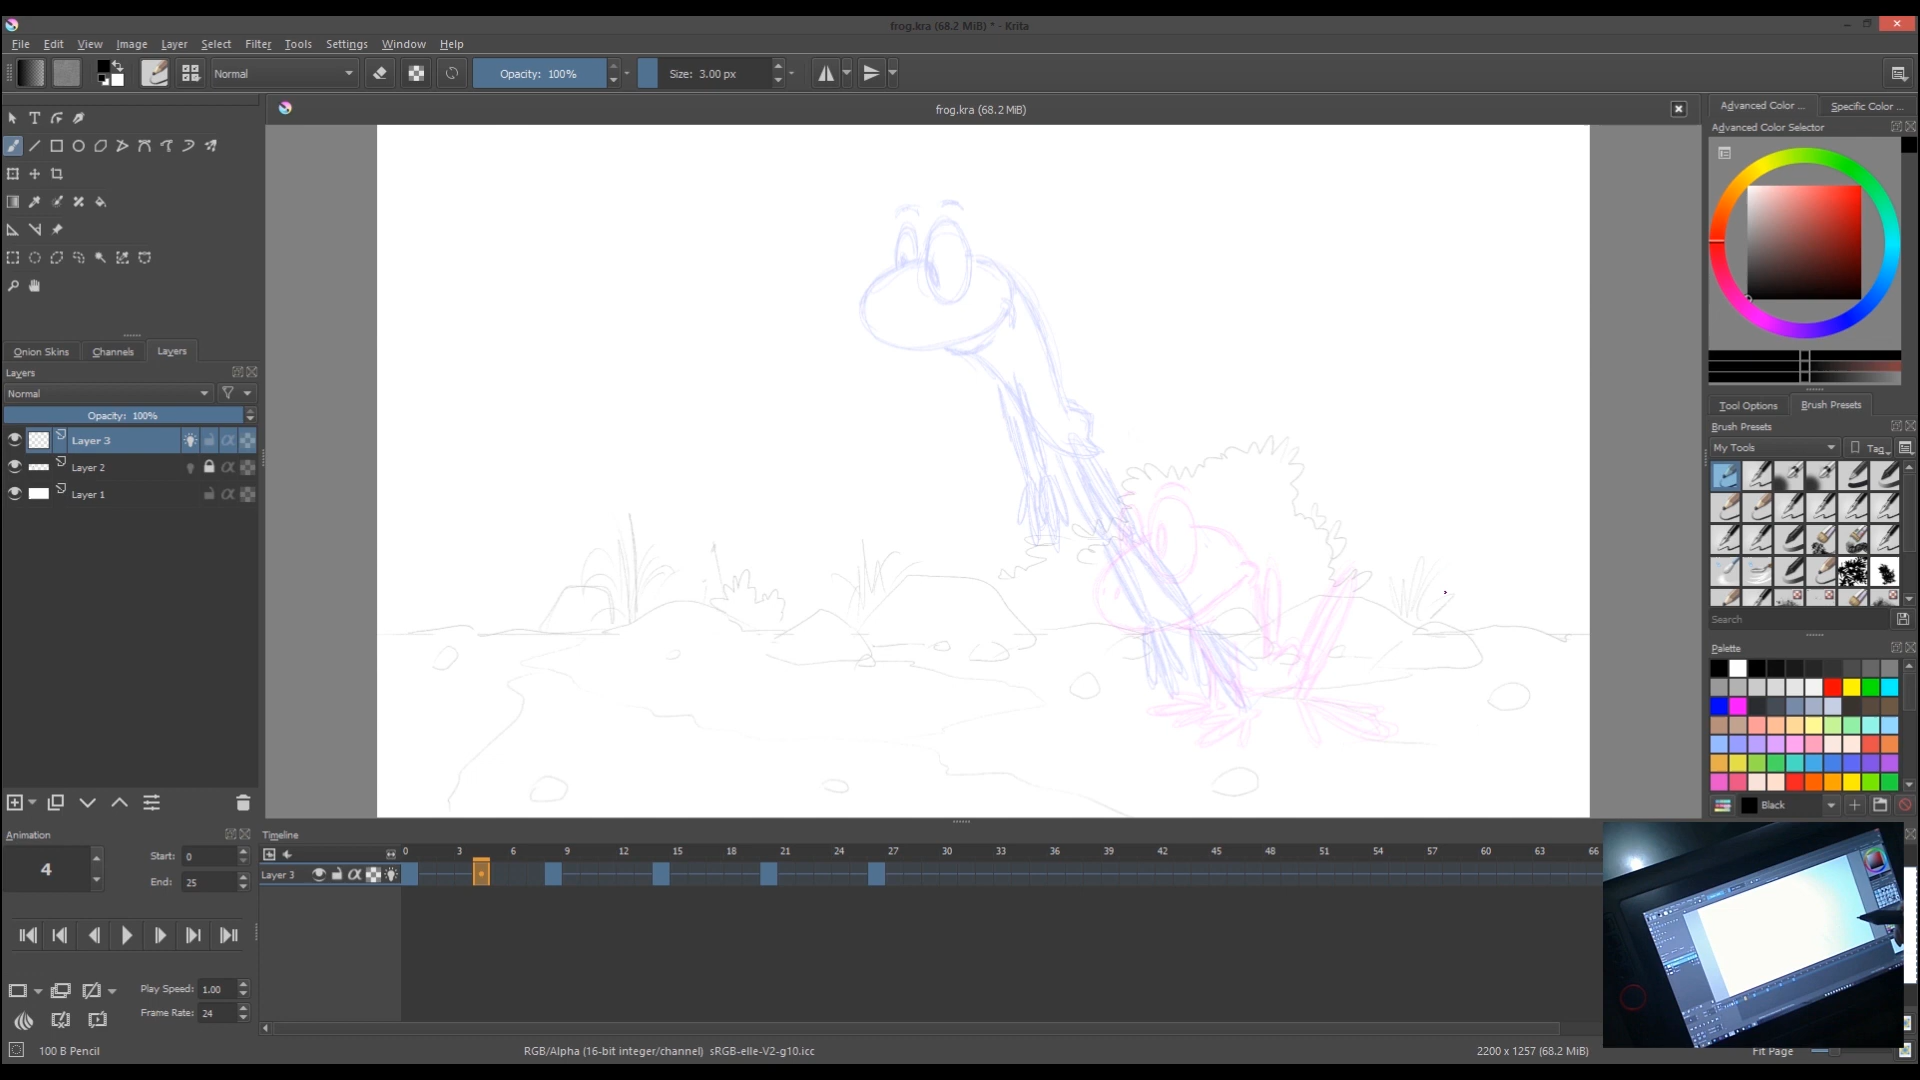 frog.kra (68.2 MiB) * - Krita
File Edit View Image Layer Select Filter Tools Settings Window Help
Normal Opacity: 100% Size: 3.00 px
frog.kra (68.2 MiB)
Advanced Color ... Specific Color ...
Advanced Color Selector
Onion Skins Channels Layers
Layers
Normal
Opacity: 100%
Layer 3
Layer 2
Layer 1
Tool Options Brush Presets
Brush Presets
My Tools Tag
Search
Palette
Black
Animation
4
Start: 0
End: 25
Play Speed: 1.00
Frame Rate: 24
Timeline
0 3 6 9 12 15 18 21 24 27 30 33 36 39 42 45 48 51 54 57 60 63 66
Layer 3
100 B Pencil
RGB/Alpha (16-bit integer/channel) sRGB-elle-V2-g10.icc
2200 x 1257 (68.2 MiB)
Fit Page